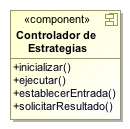 «component»
Controlador de
Estrategias
+inicializar()
+ejecutar()
+establecerEntrada()
+solicitarResultado()